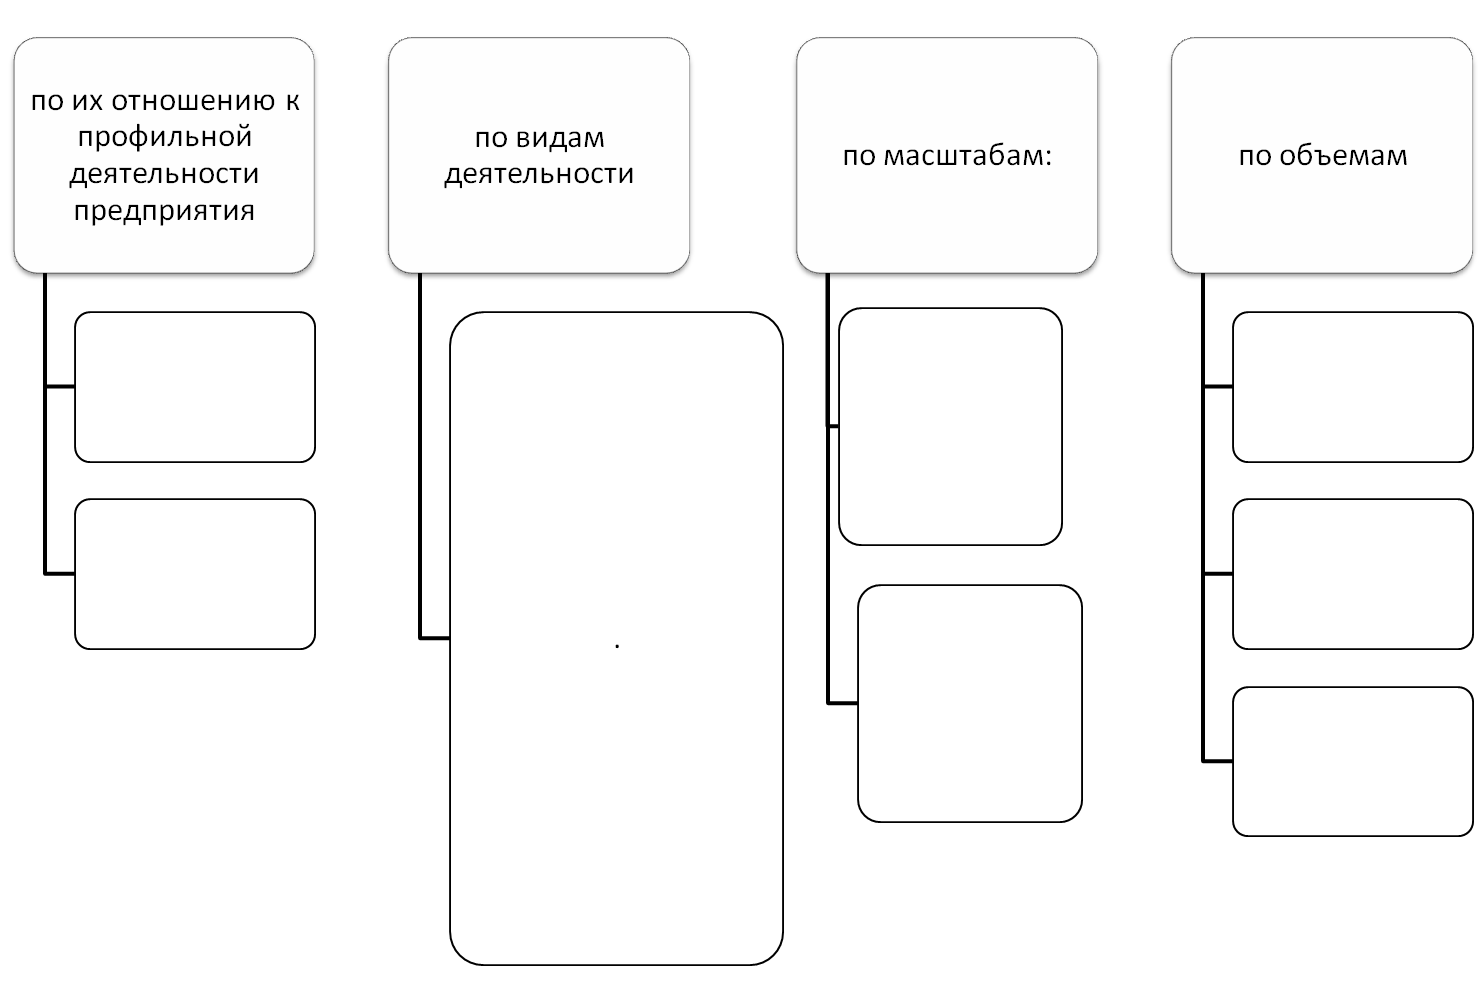 по их отношению к
профильной
деятельности
предприятия
по видам
деятельности
по масштабам:
по объемам
.